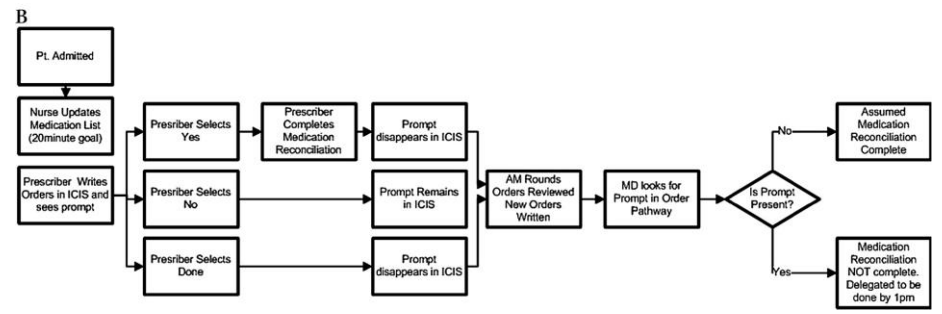 B
Pt. Admitted
Nurse Updates
Medication List
(20minute goal)
Prescriber Writes
Orders in ICIS and
sees prompt
Presriber Selects
Yes
Prescriber
Completes
Medication
Reconciliation
Prompt
disappears in ICIS
Presriber Selects
No
Prompt Remains
in ICIS
Presriber Selects
Done
Prompt
disappears in ICIS
AM Rounds
Orders Reviewed
New Orders
Written
MD looks for
Prompt in Order
Pathway
Is Prompt
Present?
No
Assumed
Medication
Reconciliation
Complete
Yes
Medication
Reconciliation
NOT complete.
Delegated to be
done by 1pm